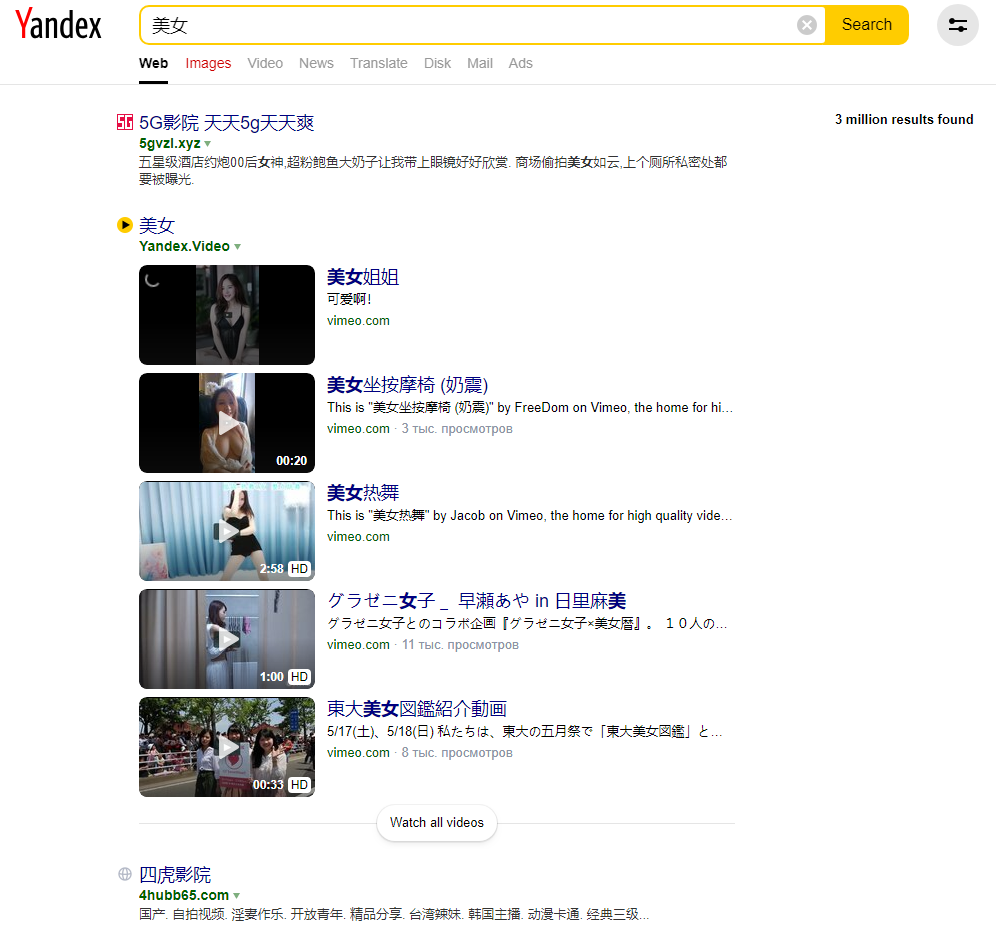 Yandex
美女
Search
Web Images Video News Translate Disk Mail Ads
3 million results found
5G影院 天天5g天天爽
5gvzl.xyz
五星级酒店约炮00后女神,超粉鲍鱼大奶子让我带上眼镜好好欣赏. 商场偷拍美女如云,上个厕所私密处都
要被曝光.
美女
Yandex.Video
美女姐姐
可爱啊!
vimeo.com
00:20
美女坐按摩椅 (奶震)
This is "美女坐按摩椅 (奶震)" by FreeDom on Vimeo, the home for hi...
vimeo.com · 3 тыс. просмотров
2:58 HD
美女热舞
This is "美女热舞" by Jacob on Vimeo, the home for high quality vide...
vimeo.com
1:00 HD
グラゼニ女子 _ 早瀬あや in 日里麻美
グラゼニ女子とのコラボ企画『グラゼニ女子×美女暦』。 １０人の...
vimeo.com · 11 тыс. просмотров
00:33 HD
東大美女図鑑紹介動画
5/17(土)、5/18(日) 私たちは、東大の五月祭で「東大美女図鑑」と...
vimeo.com · 8 тыс. просмотров
Watch all videos
四虎影院
4hubb65.com
国产. 自拍视频. 淫妻作乐. 开放青年. 精品分享. 台湾辣妹. 韩国主播. 动漫卡通. 经典三级...